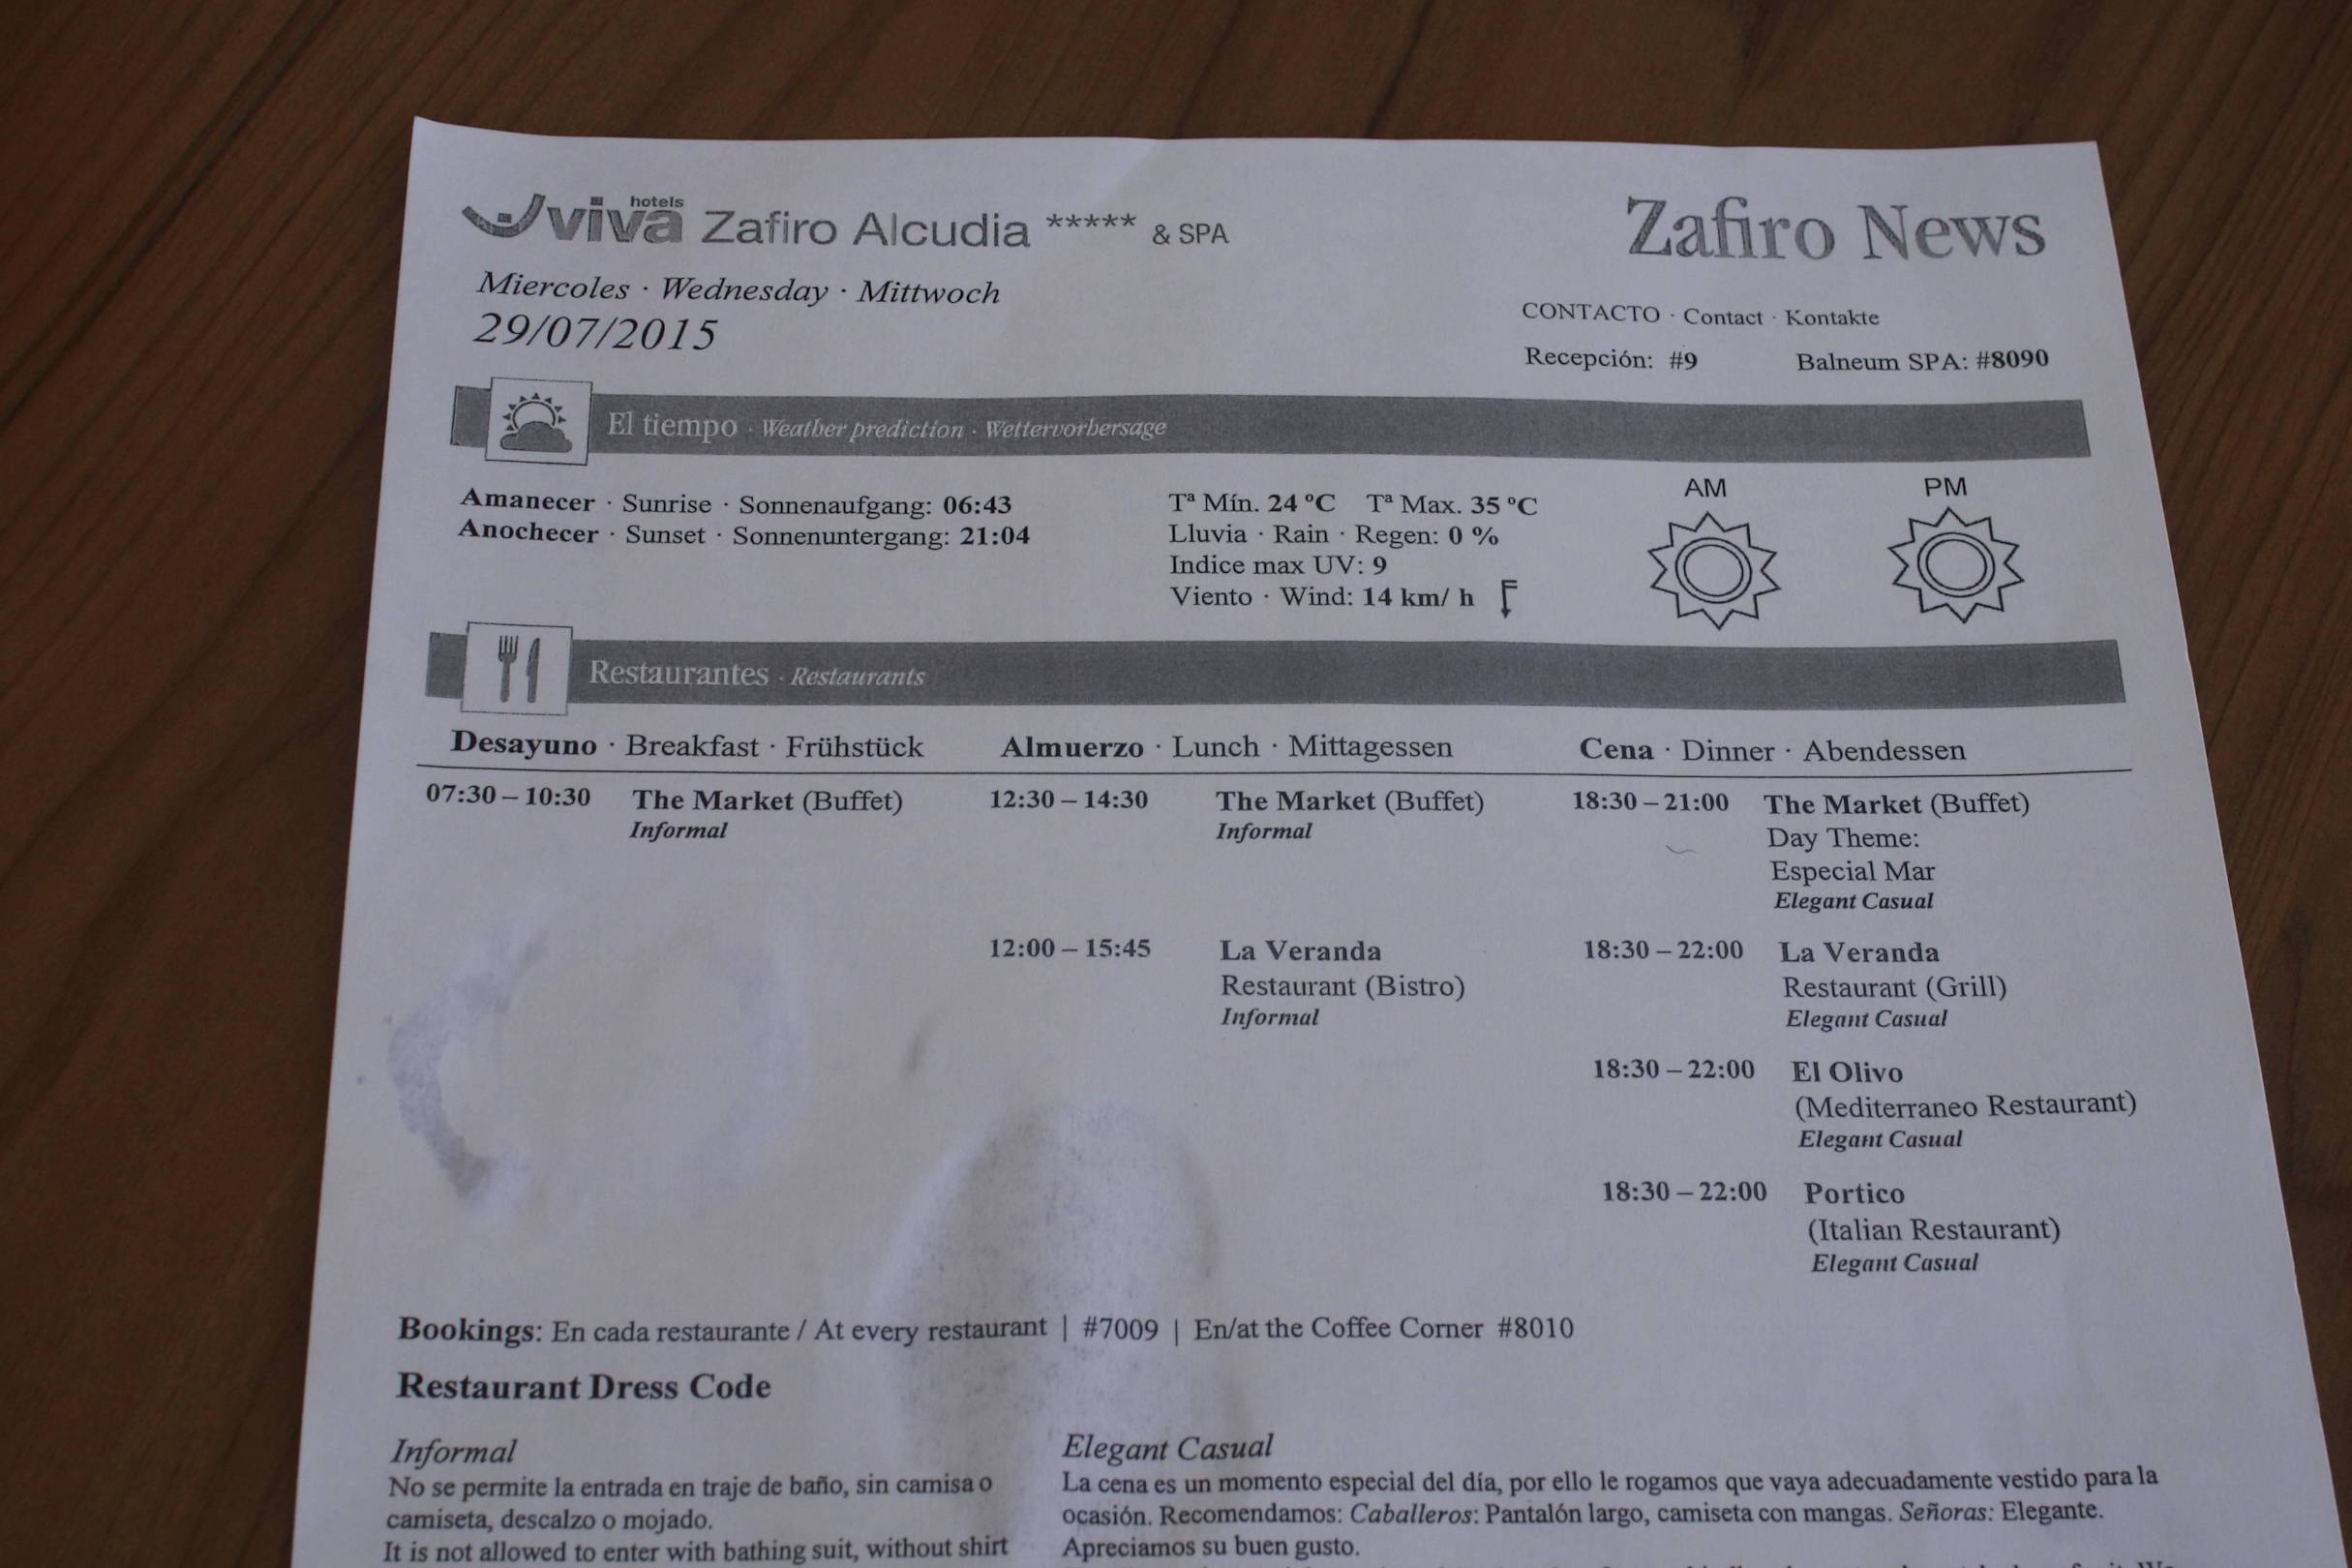 viva hotels Zafiro Alcudia ***** & SPA
Zafiro News
Miercoles · Wednesday · Mittwoch
29/07/2015
CONTACTO · Contact · Kontakte
Recepción: #9 Balneum SPA: #8090
El tiempo · Weather prediction · Wettervorhersage
Amanecer · Sunrise · Sonnenaufgang: 06:43
Anochecer · Sunset · Sonnenuntergang: 21:04
Tª Mín. 24 ºC Tª Max. 35 ºC
Lluvia · Rain · Regen: 0 %
Indice max UV: 9
Viento · Wind: 14 km/ h
AM PM
Restaurantes · Restaurants
Desayuno · Breakfast · Frühstück
07:30 – 10:30 The Market (Buffet)
Informal
Almuerzo · Lunch · Mittagessen
12:30 – 14:30 The Market (Buffet)
Informal
12:00 – 15:45 La Veranda
Restaurant (Bistro)
Informal
Cena · Dinner · Abendessen
18:30 – 21:00 The Market (Buffet)
Day Theme:
Especial Mar
Elegant Casual
18:30 – 22:00 La Veranda
Restaurant (Grill)
Elegant Casual
18:30 – 22:00 El Olivo
(Mediterraneo Restaurant)
Elegant Casual
18:30 – 22:00 Portico
(Italian Restaurant)
Elegant Casual
Bookings: En cada restaurante / At every restaurant | #7009 | En/at the Coffee Corner #8010
Restaurant Dress Code
Informal
No se permite la entrada en traje de baño, sin camisa o
camiseta, descalzo o mojado.
It is not allowed to enter with bathing suit, without shirt
Elegant Casual
La cena es un momento especial del día, por ello le rogamos que vaya adecuadamente vestido para la
ocasión. Recomendamos: Caballeros: Pantalón largo, camiseta con mangas. Señoras: Elegante.
Apreciamos su buen gusto.